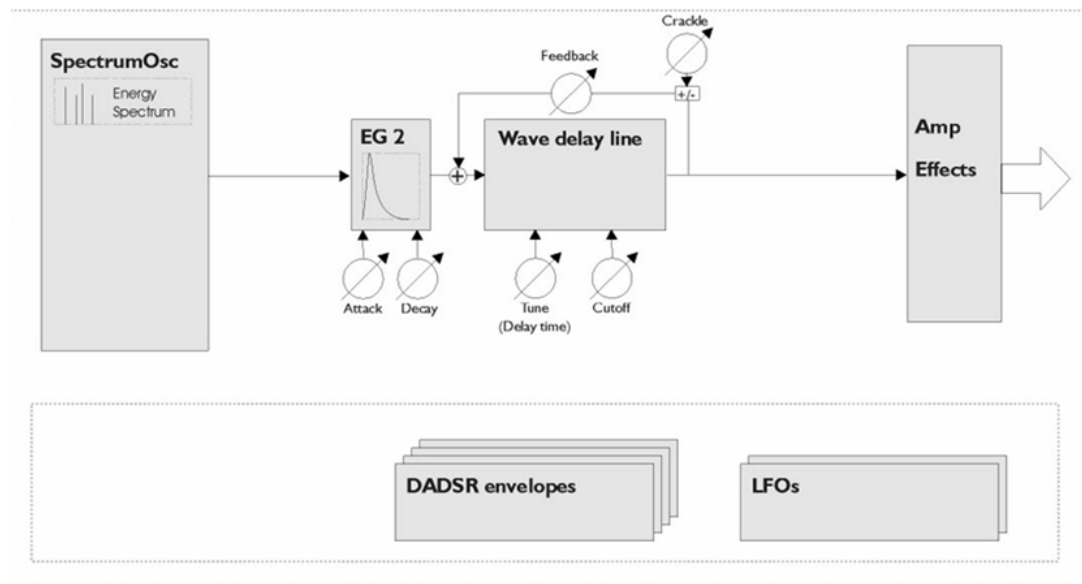 Crackle
SpectrumOsc
Feedback
Energy
Spectrum
+/-
EG 2
Wave delay line
Amp
Effects
+
Attack
Decay
Tune
(Delay time)
Cutoff
DADSR envelopes
LFOs